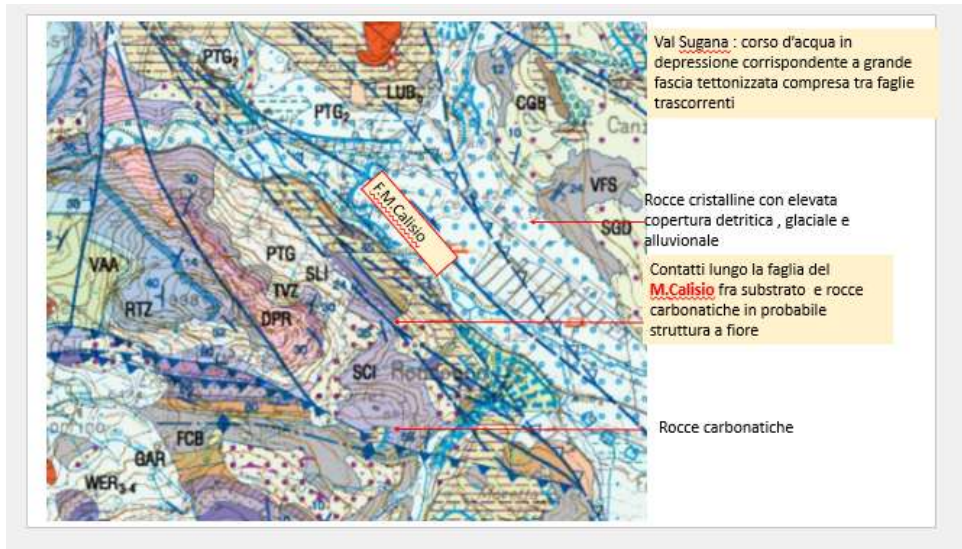 PTG2
LUB
PTG2
CGB
F.M.Calisio
24
VFS
SGD
VAA
RTZ
PTG
SLI
TVZ
DPR
SCI
FCB
GAR
WER3-4
Val Sugana : corso d'acqua in
depressione corrispondente a grande
fascia tettonizzata compresa tra faglie
trascorrenti
Rocce cristalline con elevata
copertura detritica , glaciale e
alluvionale
Contatti lungo la faglia del
M.Calisio fra substrato e rocce
carbonatiche in probabile
struttura a fiore
Rocce carbonatiche